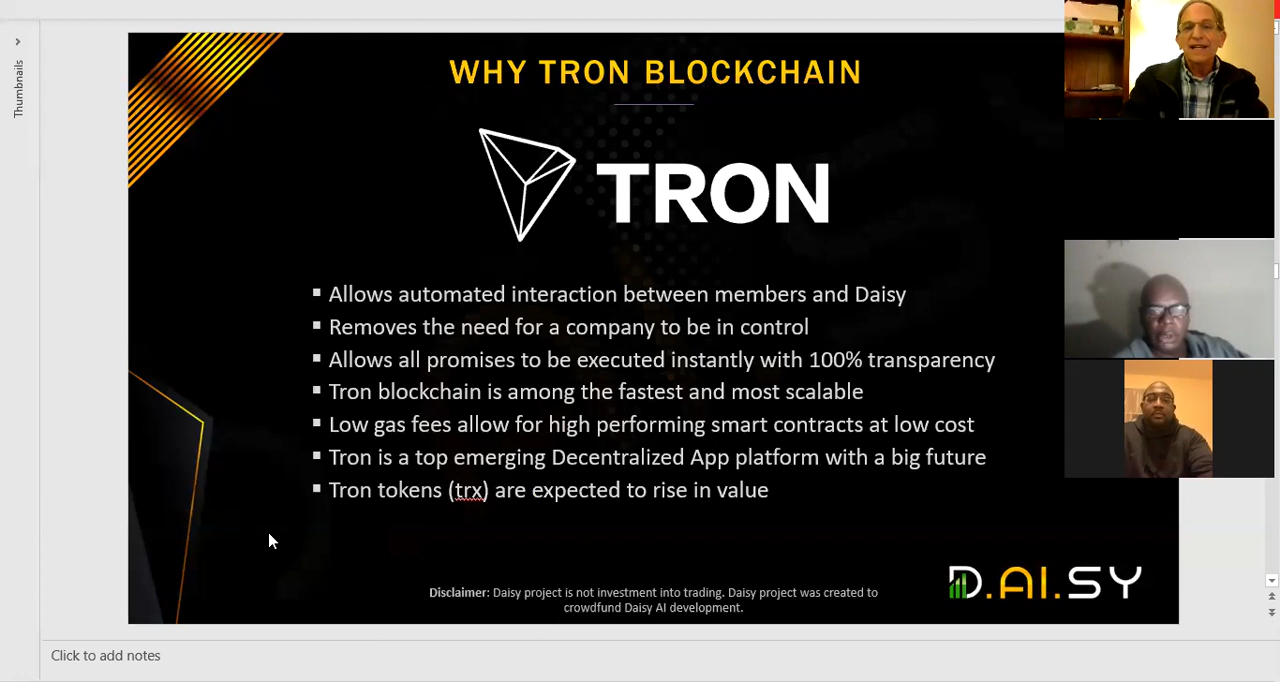 Thumbnails
WHY TRON BLOCKCHAIN
TRON
▪ Allows automated interaction between members and Daisy
▪ Removes the need for a company to be in control
▪ Allows all promises to be executed instantly with 100% transparency
▪ Tron blockchain is among the fastest and most scalable
▪ Low gas fees allow for high performing smart contracts at low cost
▪ Tron is a top emerging Decentralized App platform with a big future
▪ Tron tokens (trx) are expected to rise in value
Disclaimer: Daisy project is not investment into trading. Daisy project was created to
crowdfund Daisy AI development.
D.AI.SY
Click to add notes